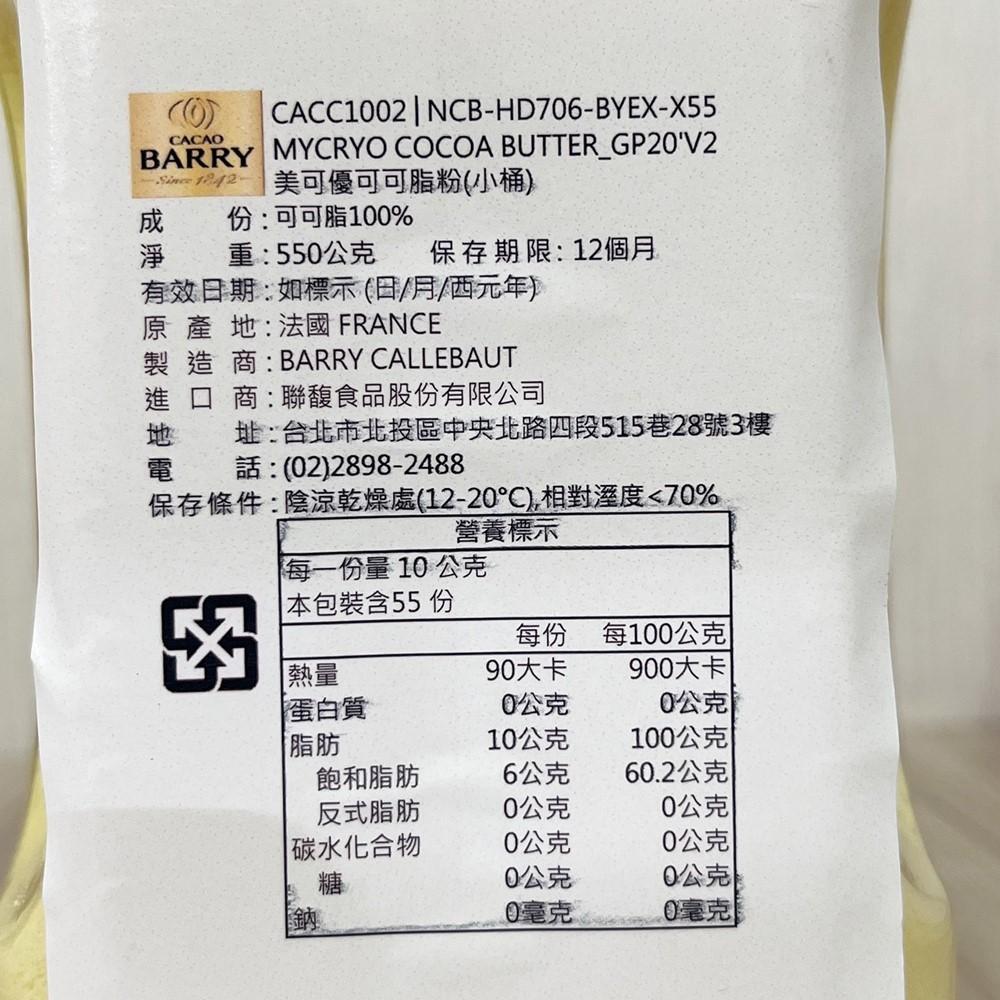 CACAO
BARRY
Since 1842
CACC1002 | NCB-HD706-BYEX-X55
MYCRYO COCOA BUTTER_GP20'V2
美可優可可脂粉(小桶)
成份:可可脂100%
淨重:550公克 保存期限:12個月
有效日期:如標示 (日/月/西元年)
原產地:法國 FRANCE
製造商:BARRY CALLEBAUT
進口商:聯馥食品股份有限公司
地址:台北市北投區中央北路四段515巷28號3樓
電話:(02)2898-2488
保存條件:陰涼乾燥處(12-20°C),相對溼度<70%
營養標示
每一份量 10 公克
本包裝含55 份
每份 每100公克
熱量 90大卡 900大卡
蛋白質 0公克 0公克
脂肪 10公克 100公克
飽和脂肪 6公克 60.2公克
反式脂肪 0公克 0公克
碳水化合物 0公克 0公克
糖 0公克 0公克
鈉 0毫克 0毫克